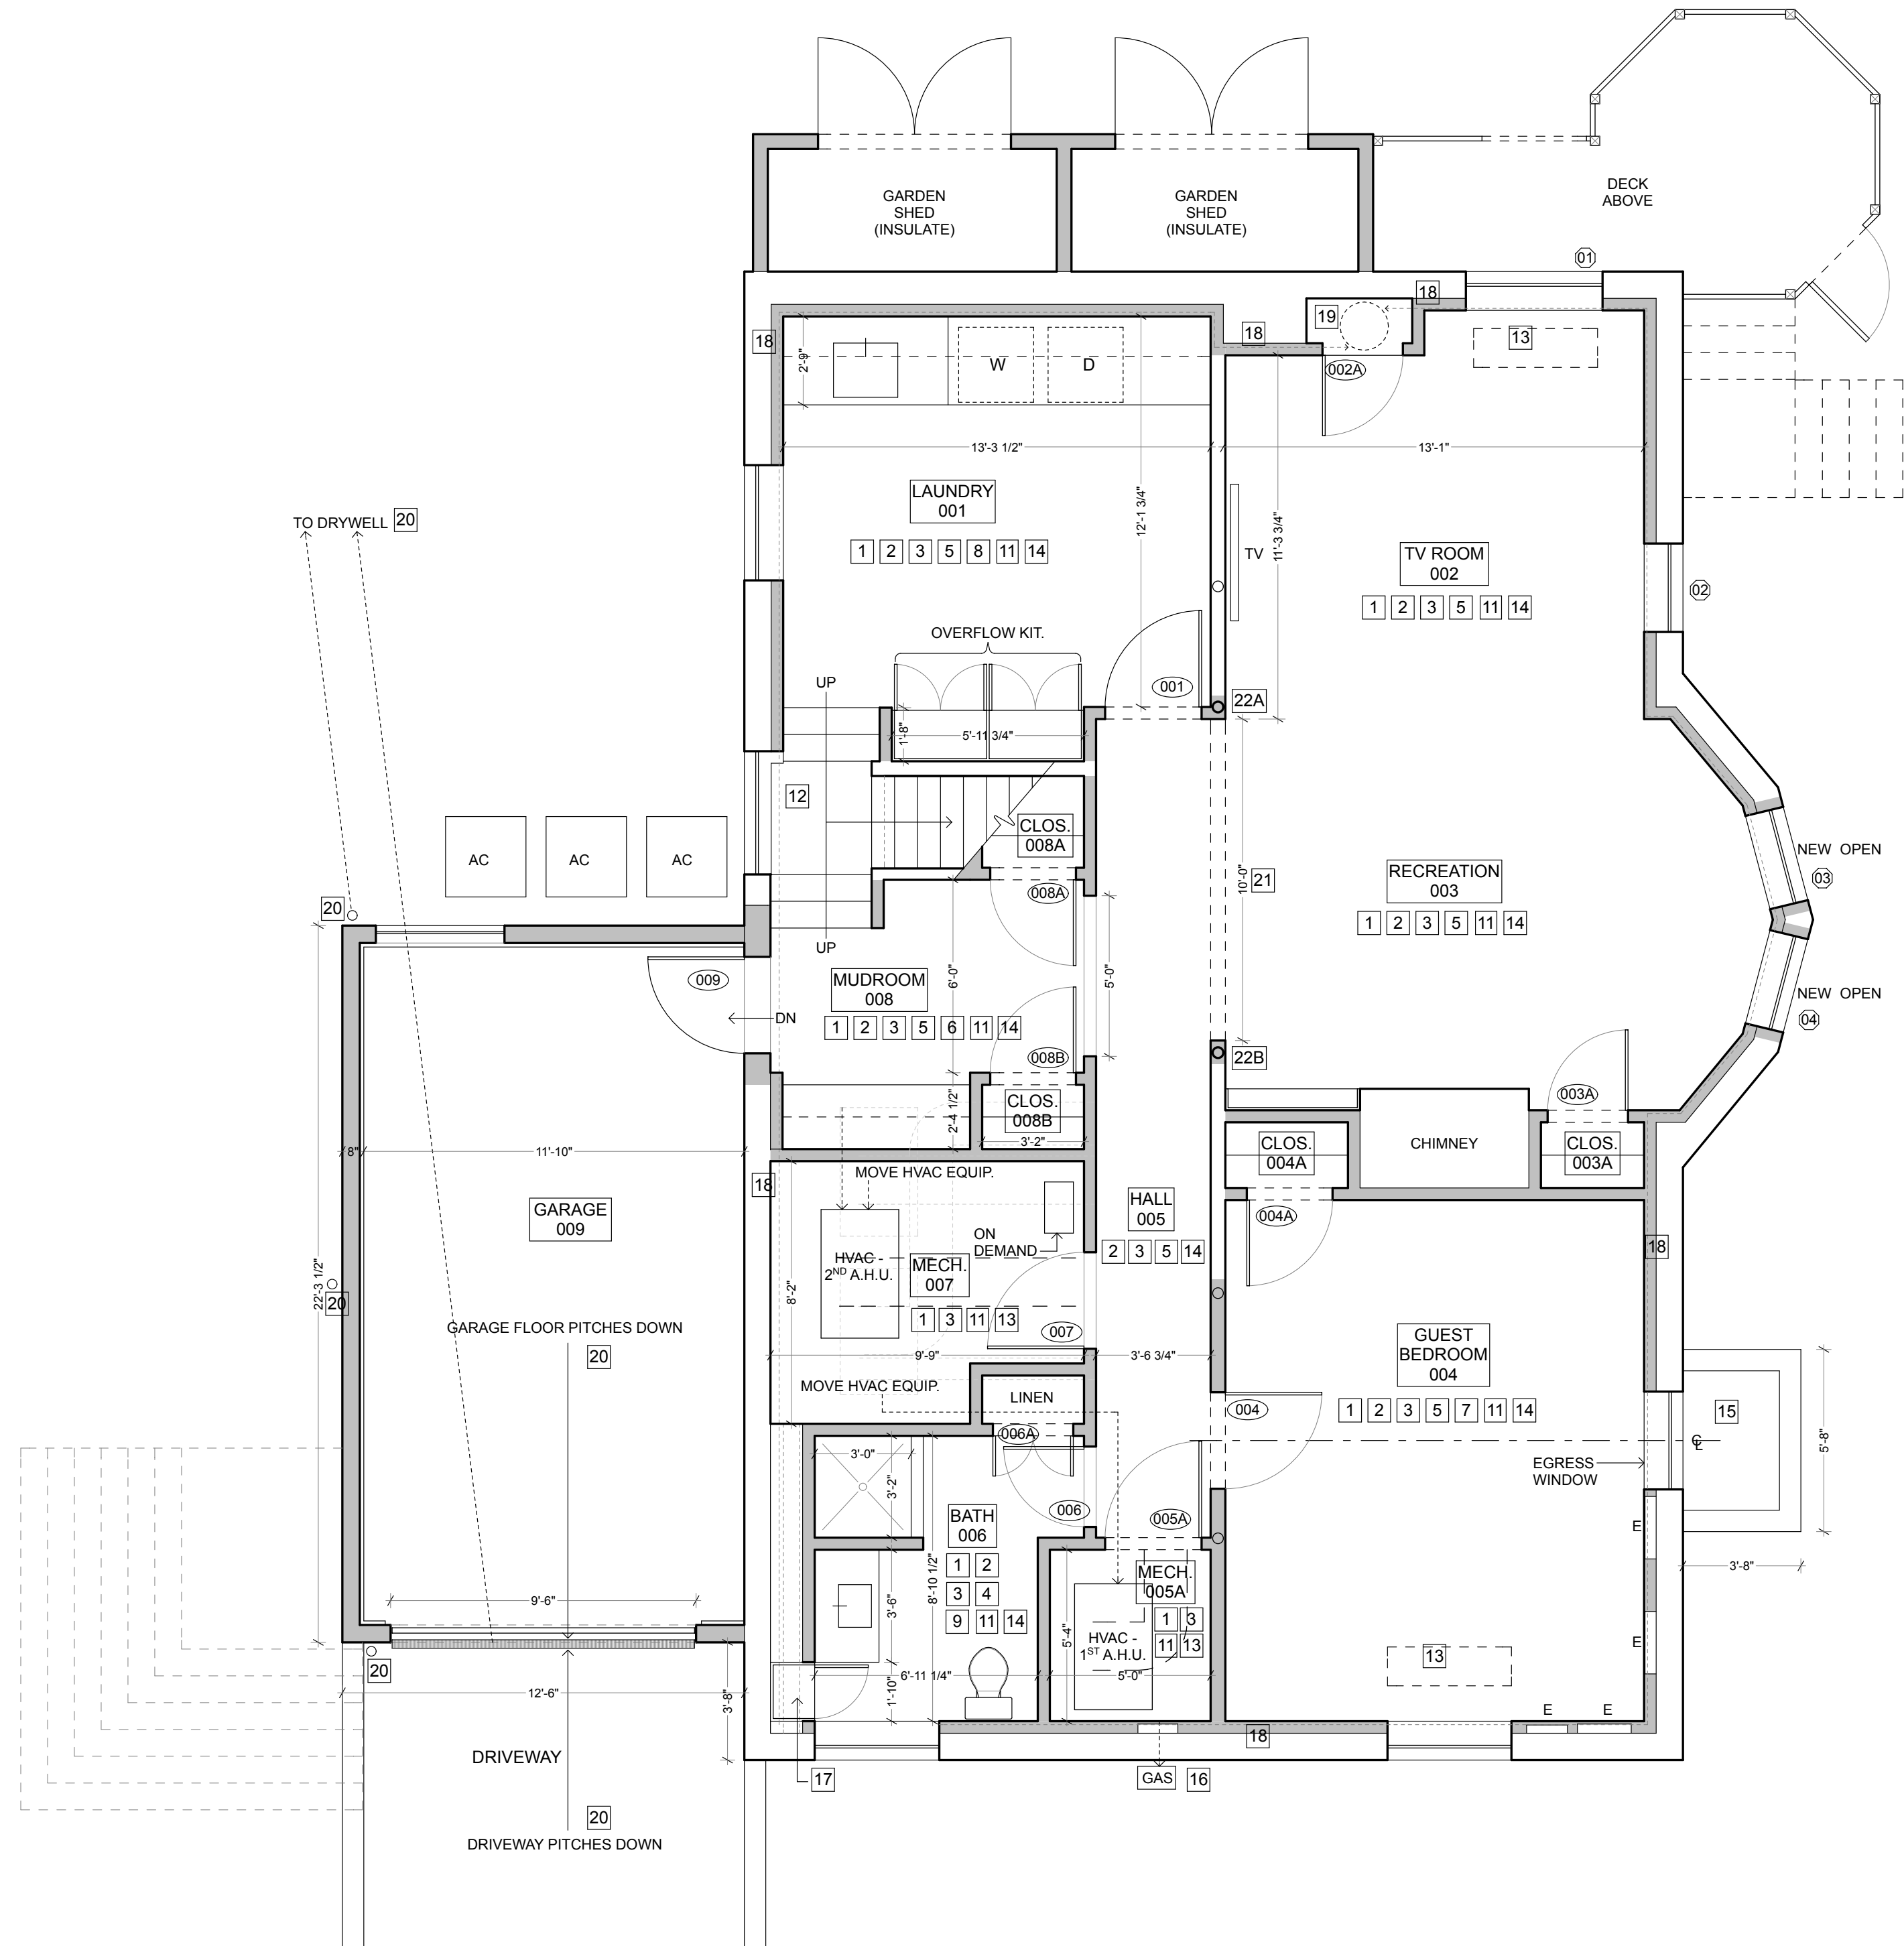 GARDEN
SHED
(INSULATE)
GARDEN
SHED
(INSULATE)
DECK
ABOVE
01
18
19
18
18
13
002A
2'-9"
W
D
13'-3 1/2"
13'-1"
LAUNDRY
001
1 2 3 5 8 11 14
12'-1 3/4"
11'-3 3/4"
TV
TV ROOM
002
1 2 3 5 11 14
02
TO DRYWELL 20
OVERFLOW KIT.
UP
001
22A
1'-8"
5'-11 3/4"
12
CLOS.
008A
AC
AC
AC
NEW OPEN
03
RECREATION
003
1 2 3 5 11 14
10'-0"
21
008A
20
UP
009
MUDROOM
008
1 2 3 5 6 11 14
6'-0"
5'-0"
DN
NEW OPEN
04
008B
22B
003A
CLOS.
008B
2'-4 1/2"
3'-2"
CLOS.
004A
CHIMNEY
CLOS.
003A
8"
11'-10"
MOVE HVAC EQUIP.
18
GARAGE
009
HALL
005
2 3 5 14
004A
18
ON
DEMAND
HVAC -
2ND A.H.U.
MECH.
007
1 3 11 13
8'-2"
22'-3 1/2"
20
GARAGE FLOOR PITCHES DOWN
20
007
9'-9"
3'-6 3/4"
GUEST
BEDROOM
004
1 2 3 5 7 11 14
MOVE HVAC EQUIP.
LINEN
004
006A
15
CL
5'-8"
EGRESS
WINDOW
3'-0"
3'-2"
BATH
006
1 2
3 4
9 11 14
006
005A
E
8'-10 1/2"
MECH.
005A
1 3
11 13
3'-8"
9'-6"
3'-6"
5'-4"
HVAC -
1ST A.H.U.
E
13
20
6'-11 1/4"
5'-0"
12'-6"
1'-10"
3'-8"
E
E
18
DRIVEWAY
17
GAS 16
20
DRIVEWAY PITCHES DOWN